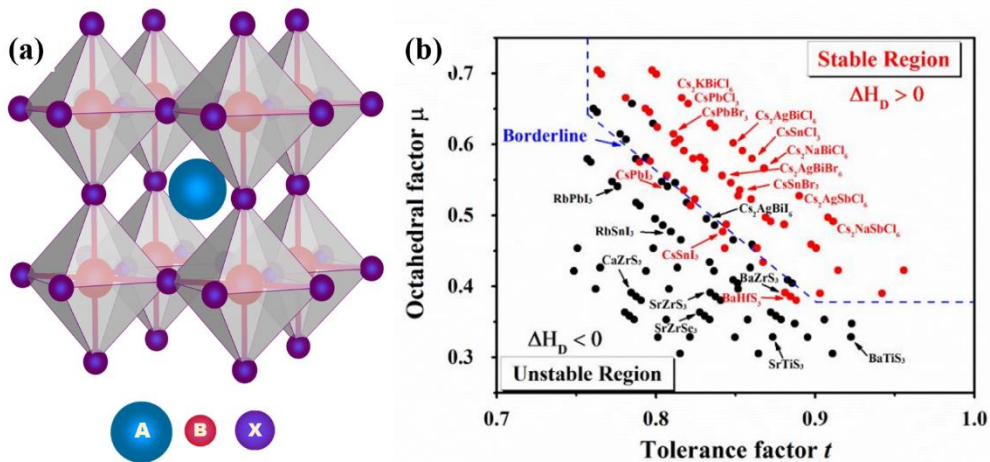 (a)
A
B
X
(b)
Octahedral factor μ
0.7
0.6
0.5
0.4
0.3
0.7
0.8
0.9
1.0
Tolerance factor t
Stable Region
ΔH_D > 0
Borderline
Cs₂KBiCl₆
CsPbCl₃
CsPbBr₃
Cs₂AgBiCl₆
CsSnCl₃
Cs₂NaBiCl₆
Cs₂AgBiBr₆
CsPbI₃
CsSnBr₃
RbPbI₃
Cs₂AgSbCl₆
Cs₂AgBiI₆
RbSnI₃
Cs₂NaSbCl₆
CsSnI₃
CaZrS₃
BaZrS₃
SrZrS₃
BaHfS₃
SrZrSe₃
ΔH_D < 0
Unstable Region
SrTiS₃
BaTiS₃